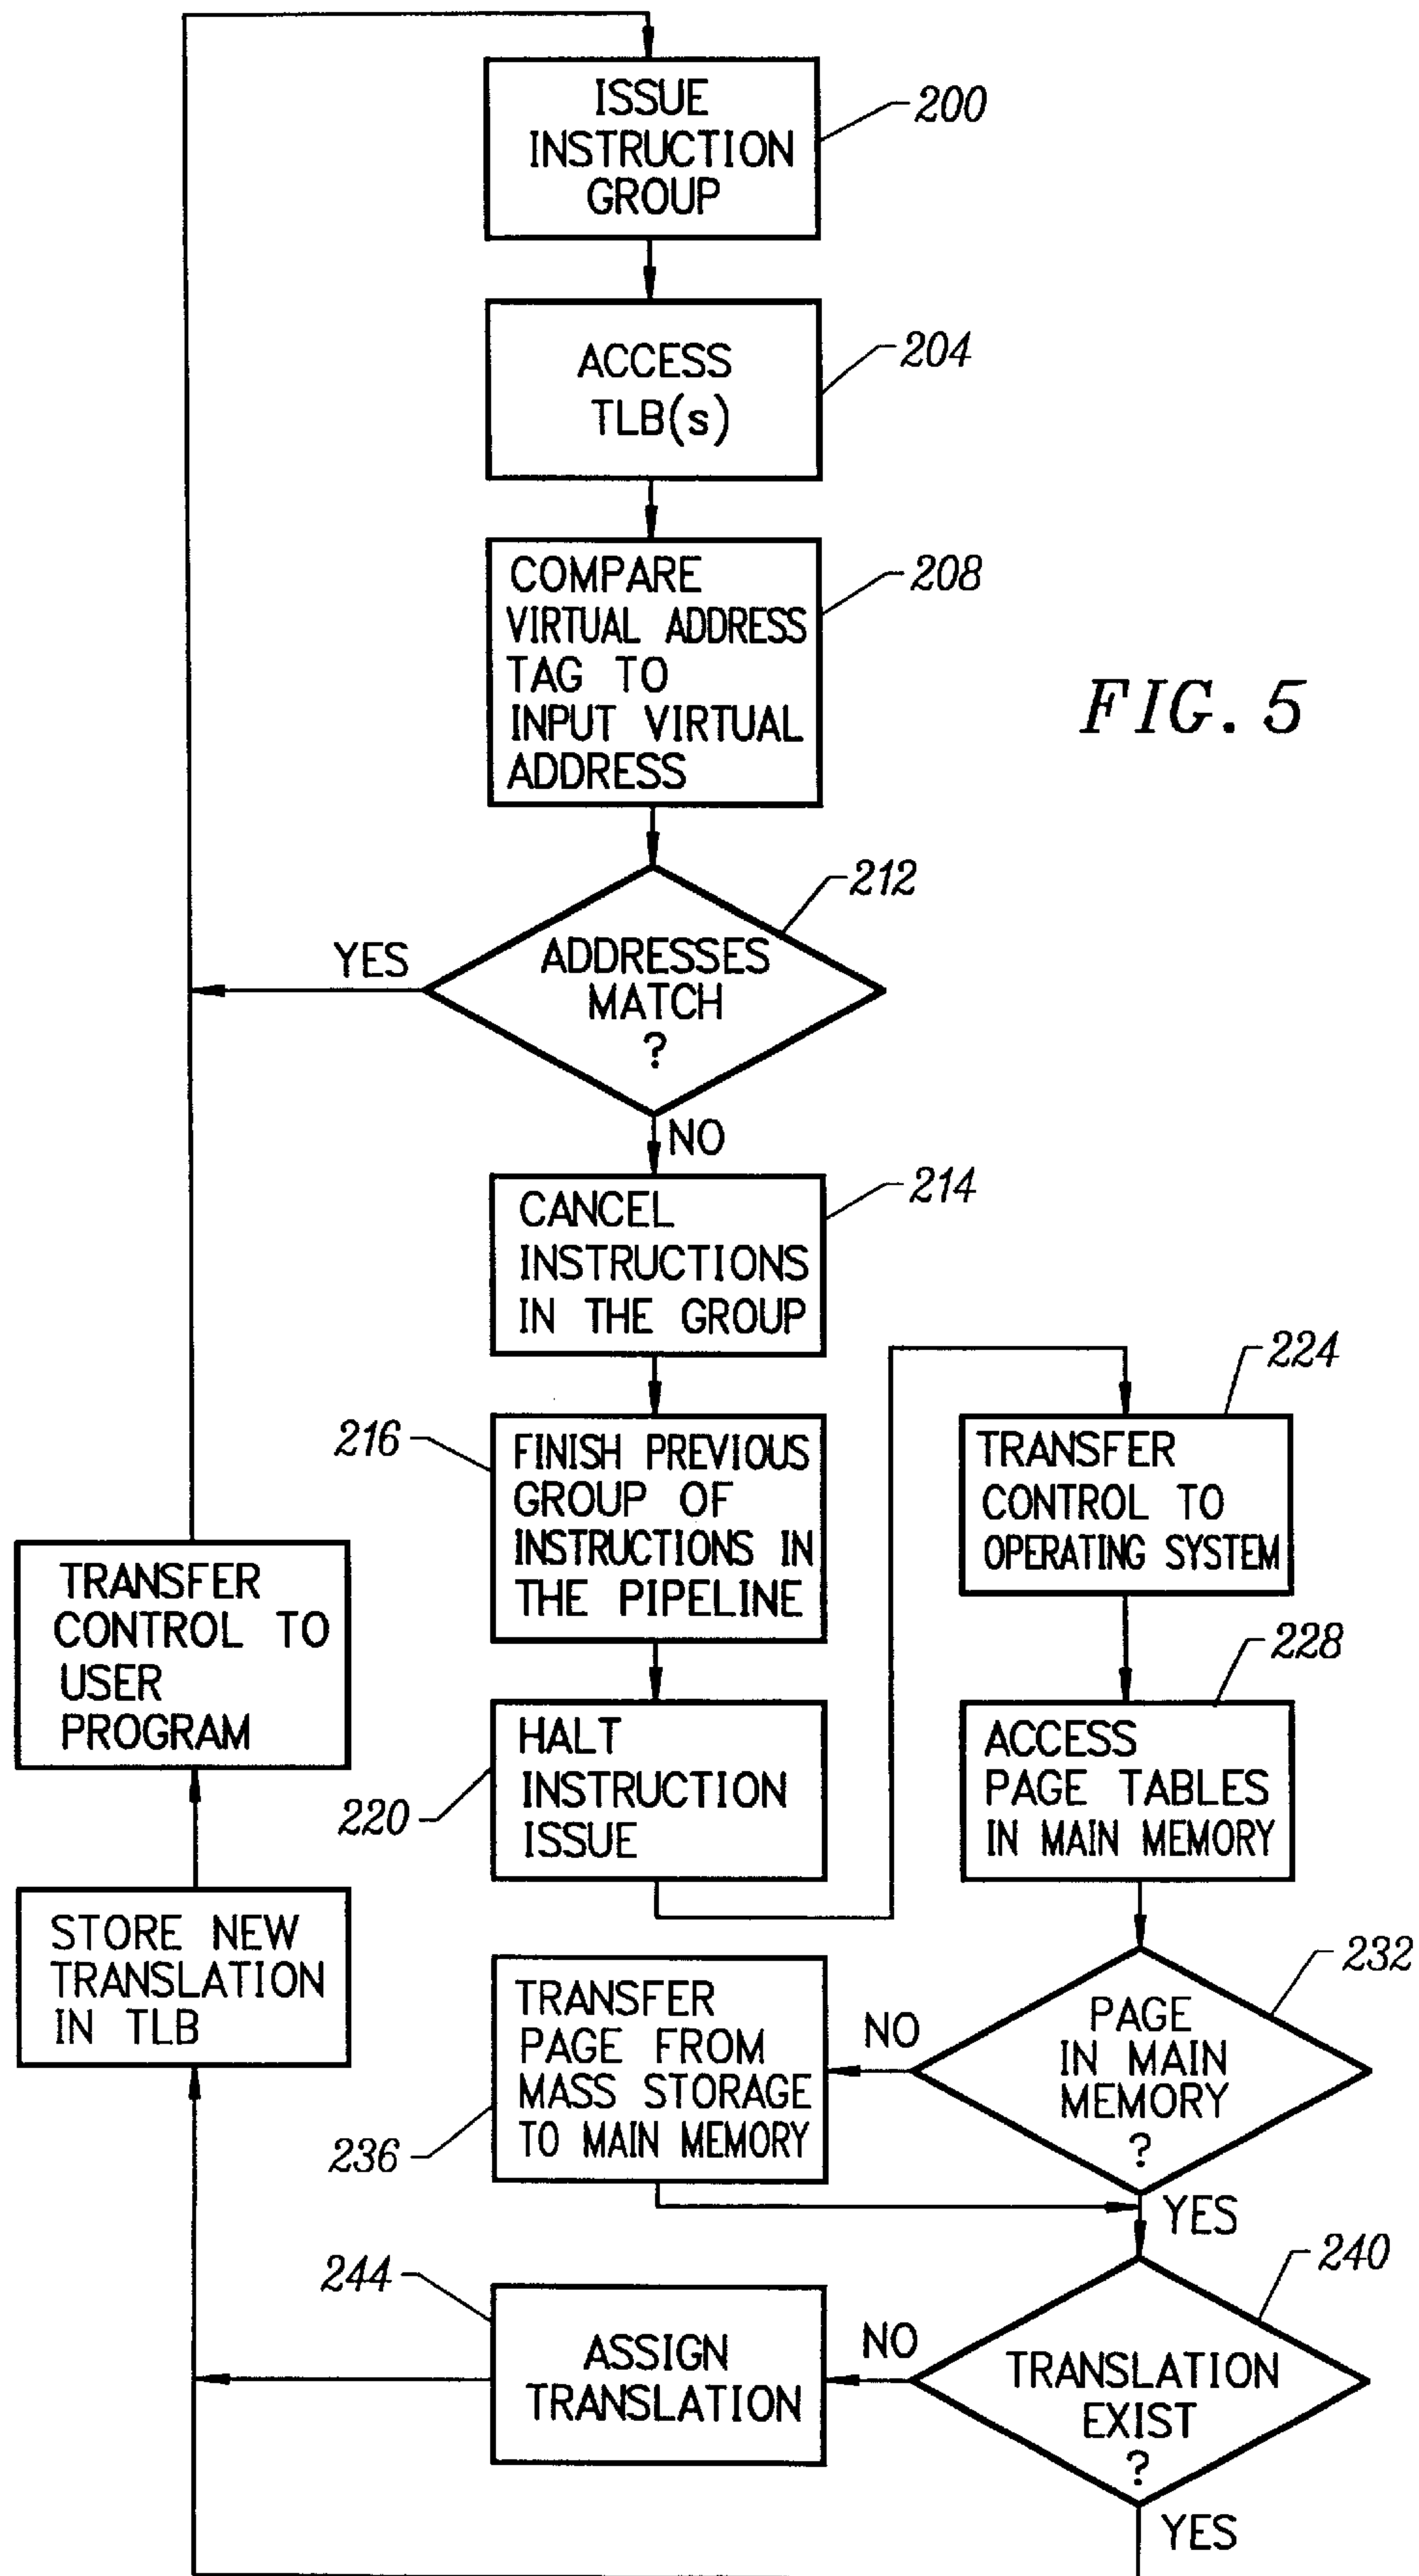 ISSUE
INSTRUCTION
GROUP
200
ACCESS
TLB(s)
204
COMPARE
VIRTUAL ADDRESS
TAG TO
INPUT VIRTUAL
ADDRESS
208
FIG. 5
212
ADDRESSES
MATCH
?
YES
NO
CANCEL
INSTRUCTIONS
IN THE GROUP
214
216
FINISH PREVIOUS
GROUP OF
INSTRUCTIONS IN
THE PIPELINE
224
TRANSFER
CONTROL TO
OPERATING SYSTEM
TRANSFER
CONTROL TO
USER
PROGRAM
HALT
INSTRUCTION
ISSUE
220
228
ACCESS
PAGE TABLES
IN MAIN MEMORY
STORE NEW
TRANSLATION
IN TLB
TRANSFER
PAGE FROM
MASS STORAGE
TO MAIN MEMORY
236
NO
232
PAGE
IN MAIN
MEMORY
?
YES
244
ASSIGN
TRANSLATION
NO
240
TRANSLATION
EXIST
?
YES